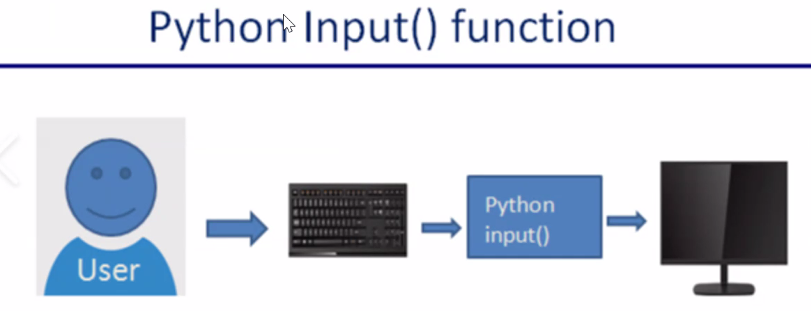 Python Input() function
User
Python
input()